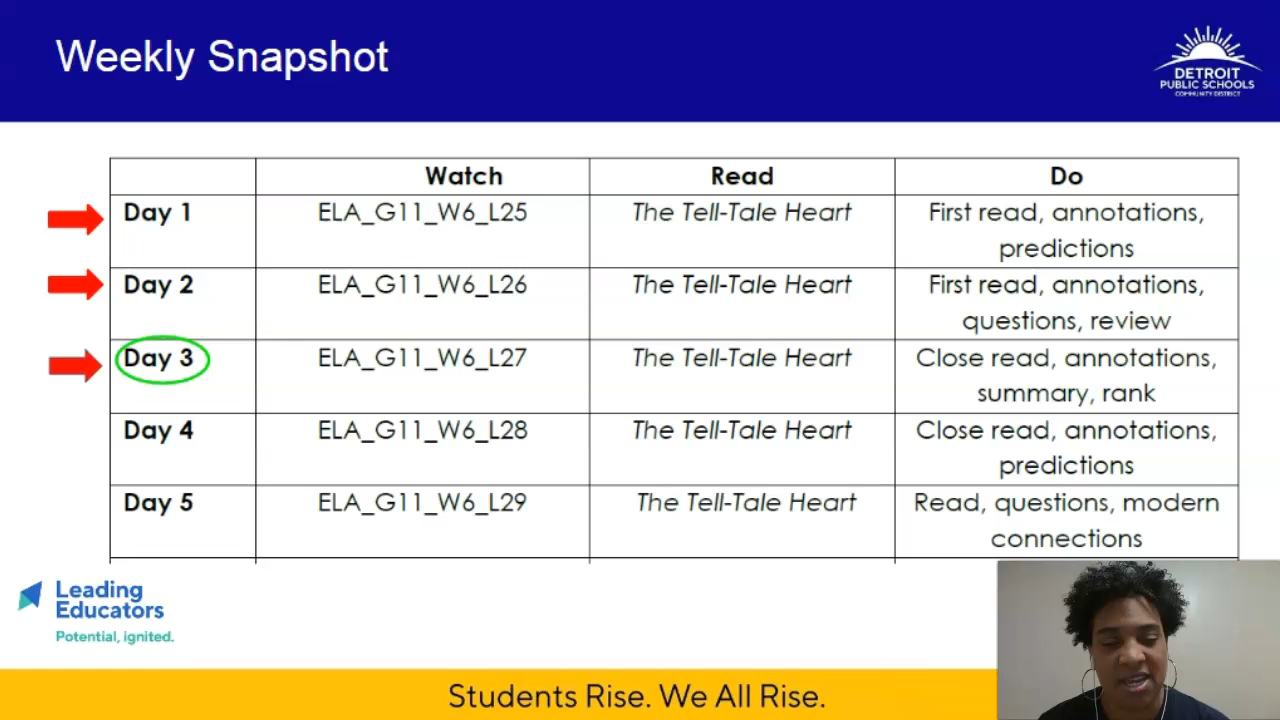 Weekly Snapshot
DETROIT
PUBLIC SCHOOLS
COMMUNITY DISTRICT
Watch Read Do
Day 1 ELA_G11_W6_L25 The Tell-Tale Heart First read, annotations,
predictions
Day 2 ELA_G11_W6_L26 The Tell-Tale Heart First read, annotations,
questions, review
Day 3 ELA_G11_W6_L27 The Tell-Tale Heart Close read, annotations,
summary, rank
Day 4 ELA_G11_W6_L28 The Tell-Tale Heart Close read, annotations,
predictions
Day 5 ELA_G11_W6_L29 The Tell-Tale Heart Read, questions, modern
connections
Leading
Educators
Potential, ignited.
Students Rise. We All Rise.